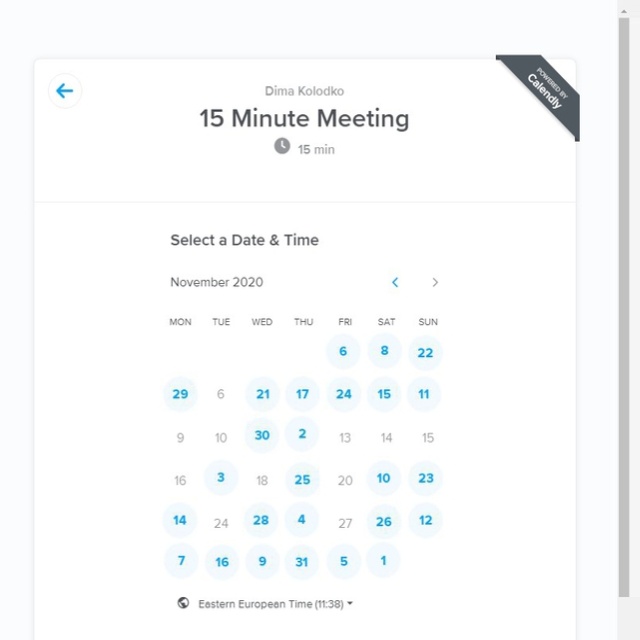 POWERED BY
Calendly
Dima Kolodko
15 Minute Meeting
15 min
Select a Date & Time
November 2020
MON TUE WED THU FRI SAT SUN
6 8 22
29 6 21 17 24 15 11
9 10 30 2 13 14 15
16 3 18 25 20 10 23
14 24 28 4 27 26 12
7 16 9 31 5 1
Eastern European Time (11:38)